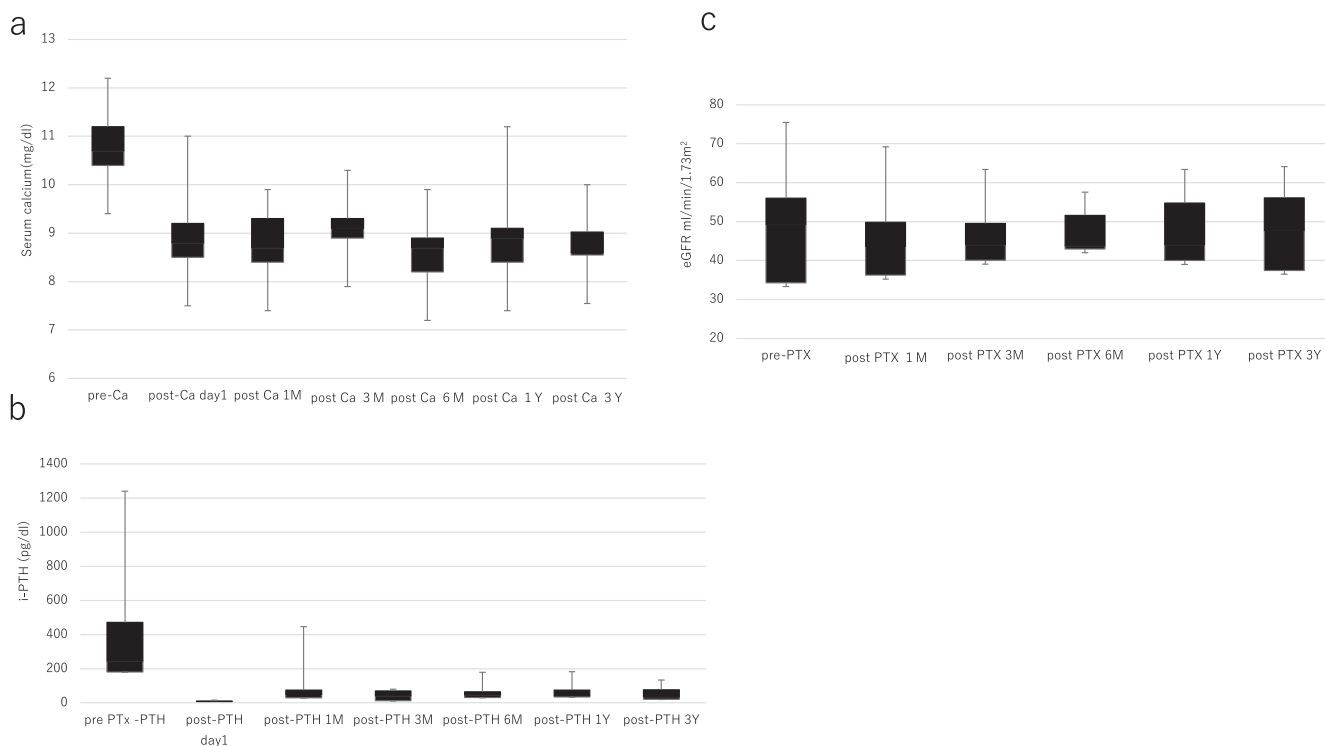 a
13
12
11
10
9
8
7
6
Serum calcium(mg/dl)
pre-Ca
post-Ca day1
post Ca 1M
post Ca 3 M
post Ca 6 M
post Ca 1 Y
post Ca 3 Y
b
1400
1200
1000
800
600
400
200
0
i-PTH (pg/dl)
pre PTx -PTH
post-PTH
day1
post-PTH 1M
post-PTH 3M
post-PTH 6M
post-PTH 1Y
post-PTH 3Y
c
80
70
60
50
40
30
20
eGFR ml/min/1.73m²
pre-PTX
post PTX 1 M
post PTX 3M
post PTX 6M
post PTX 1Y
post PTX 3Y